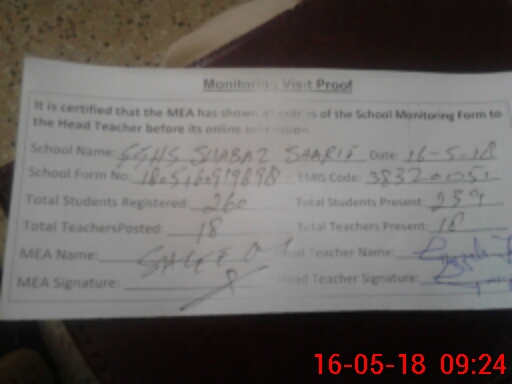 Monitoring Visit Proof
It is certified that the MEA has shown all entries of the School Monitoring Form to
the Head Teacher before its online submission.
School Name: GGHS SHABAZ SHARIF Date: 16-5-18
School Form No: EMIS Code:
Total Students Registered: 260 Total Students Present: 239
Total TeachersPosted: 18 Total Teachers Present: 18
MEA Name: Head Teacher Name:
MEA Signature: Head Teacher Signature:
16-05-18 09:24